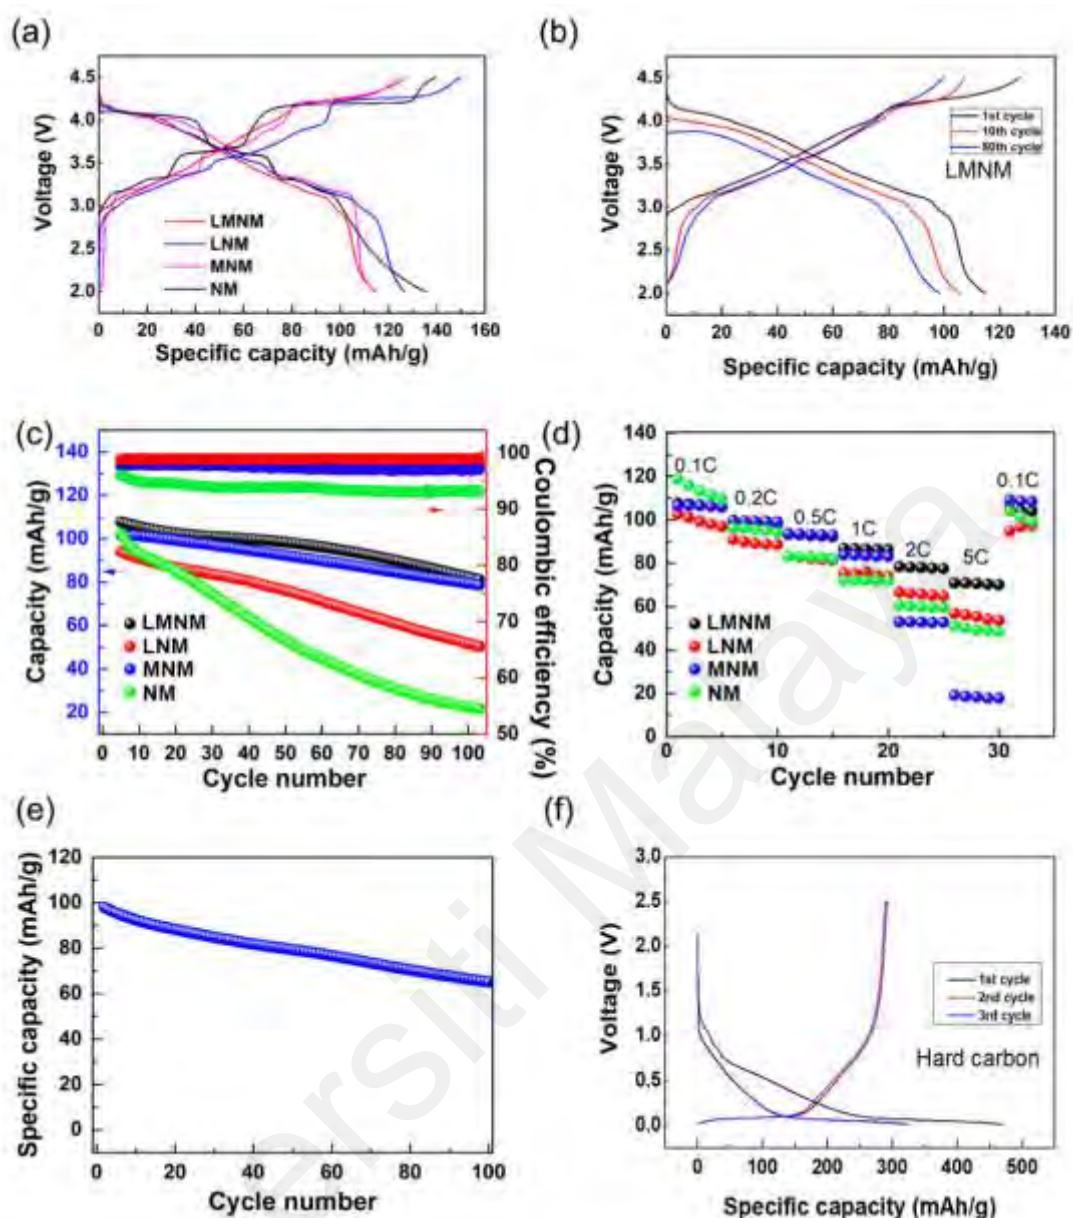 (a)
4.5
4.0
3.5
3.0
2.5
2.0
Voltage (V)
LMNM
LNM
MNM
NM
0 20 40 60 80 100 120 140 160
Specific capacity (mAh/g)
(b)
4.5
4.0
3.5
3.0
2.5
2.0
Voltage (V)
1st cycle
10th cycle
50th cycle
LMNM
0 20 40 60 80 100 120 140
Specific capacity (mAh/g)
(c)
140
120
100
80
60
40
20
Capacity (mAh/g)
100
90
80
70
60
50
Coulombic efficiency (%)
LMNM
LNM
MNM
NM
0 10 20 30 40 50 60 70 80 90 100
Cycle number
(d)
140
120
100
80
60
40
20
0
Capacity (mAh/g)
0.1C
0.2C
0.5C
1C
2C
5C
0.1C
LMNM
LNM
MNM
NM
0 10 20 30
Cycle number
(e)
120
100
80
60
40
20
0
Specific capacity (mAh/g)
0 20 40 60 80 100
Cycle number
(f)
3.0
2.5
2.0
1.5
1.0
0.5
0.0
Voltage (V)
1st cycle
2nd cycle
3rd cycle
Hard carbon
0 100 200 300 400 500
Specific capacity (mAh/g)
ersiti Malaya